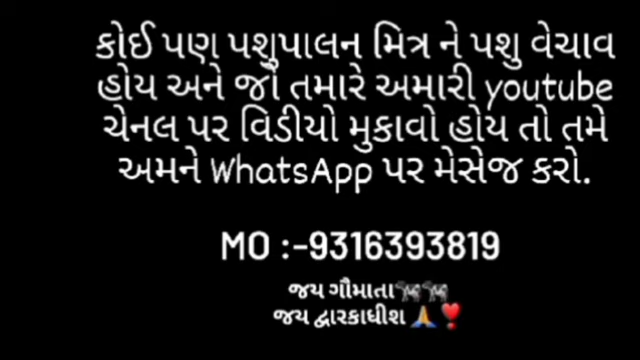 કોઈ પણ પશુપાલન મિત્ર ને પશુ વેચાવ
હોય અને જો તમારે અમારી youtube
ચેનલ પર વિડીયો મુકાવો હોય તો તમે
અમને WhatsApp પર મેસેજ કરો.
MO :-9316393819
જય ગૌમાતા🐄🐄
જય દ્વારકાધીશ🙏❣️